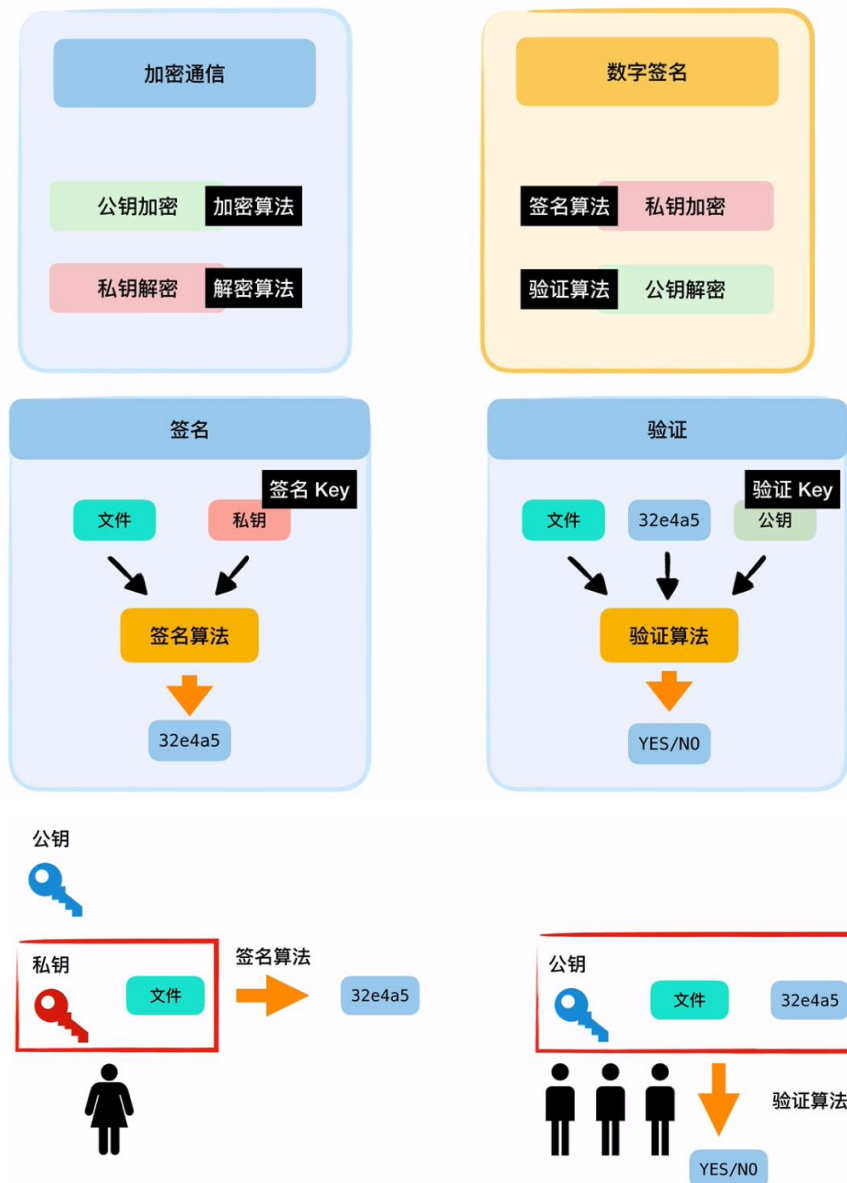 加密通信
公钥加密 加密算法
私钥解密 解密算法
数字签名
签名算法 私钥加密
验证算法 公钥解密
签名
签名 Key
文件 私钥
签名算法
32e4a5
验证
验证 Key
文件 32e4a5 公钥
验证算法
YES/NO
公钥
私钥
文件
签名算法
32e4a5
公钥
文件
32e4a5
验证算法
YES/NO